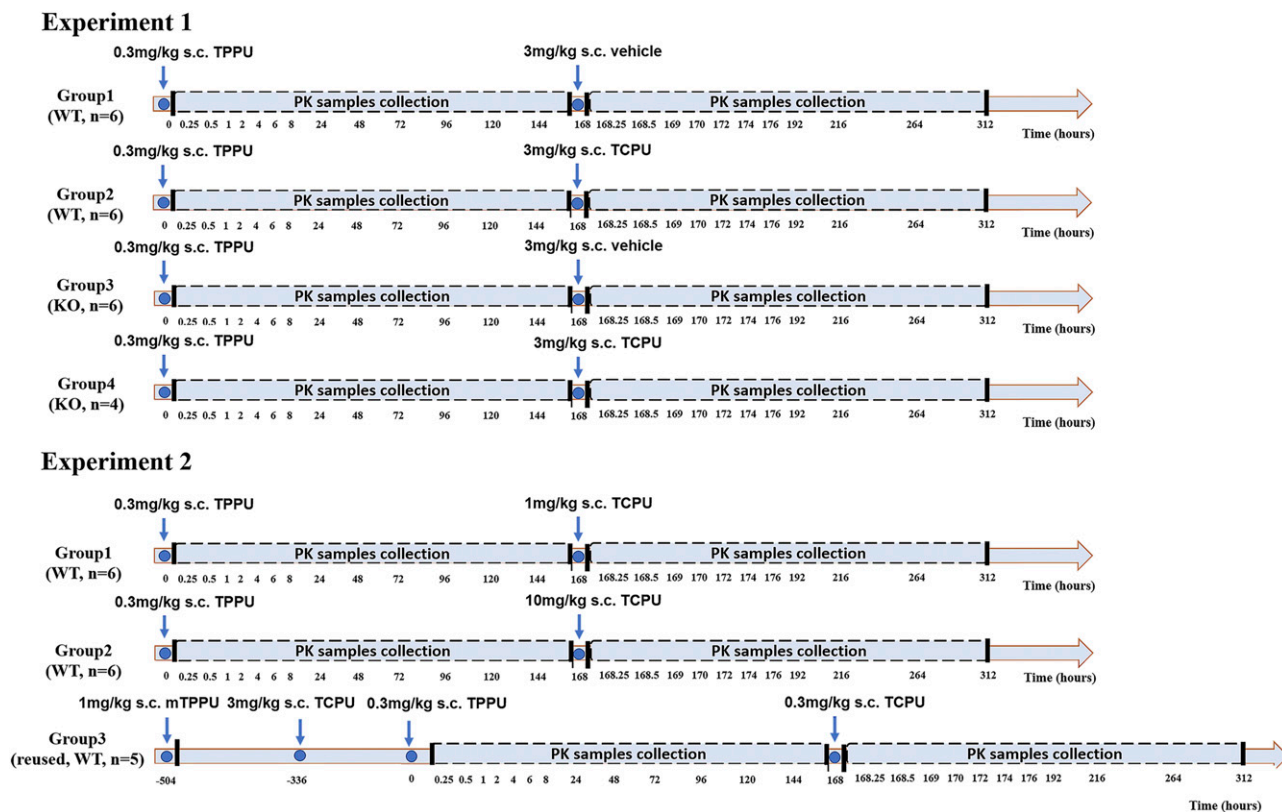 Experiment 1
0.3mg/kg s.c. TPPU 3mg/kg s.c. vehicle
Group1
(WT, n=6)
PK samples collection PK samples collection
0 0.25 0.5 1 2 4 6 8 24 48 72 96 120 144 168 168.25 168.5 169 170 172 174 176 192 216 264 312
Time (hours)
0.3mg/kg s.c. TPPU 3mg/kg s.c. TCPU
Group2
(WT, n=6)
PK samples collection PK samples collection
0 0.25 0.5 1 2 4 6 8 24 48 72 96 120 144 168 168.25 168.5 169 170 172 174 176 192 216 264 312
Time (hours)
0.3mg/kg s.c. TPPU 3mg/kg s.c. vehicle
Group3
(KO, n=6)
PK samples collection PK samples collection
0 0.25 0.5 1 2 4 6 8 24 48 72 96 120 144 168 168.25 168.5 169 170 172 174 176 192 216 264 312
Time (hours)
0.3mg/kg s.c. TPPU 3mg/kg s.c. TCPU
Group4
(KO, n=4)
PK samples collection PK samples collection
0 0.25 0.5 1 2 4 6 8 24 48 72 96 120 144 168 168.25 168.5 169 170 172 174 176 192 216 264 312
Time (hours)
Experiment 2
0.3mg/kg s.c. TPPU 1mg/kg s.c. TCPU
Group1
(WT, n=6)
PK samples collection PK samples collection
0 0.25 0.5 1 2 4 6 8 24 48 72 96 120 144 168 168.25 168.5 169 170 172 174 176 192 216 264 312
Time (hours)
0.3mg/kg s.c. TPPU 10mg/kg s.c. TCPU
Group2
(WT, n=6)
PK samples collection PK samples collection
0 0.25 0.5 1 2 4 6 8 24 48 72 96 120 144 168 168.25 168.5 169 170 172 174 176 192 216 264 312
Time (hours)
1mg/kg s.c. mTPPU 3mg/kg s.c. TCPU 0.3mg/kg s.c. TPPU 0.3mg/kg s.c. TCPU
Group3
(reused, WT, n=5)
PK samples collection PK samples collection
-504 -336 0 0.25 0.5 1 2 4 6 8 24 48 72 96 120 144 168 168.25 168.5 169 170 172 174 176 192 216 264 312
Time (hours)